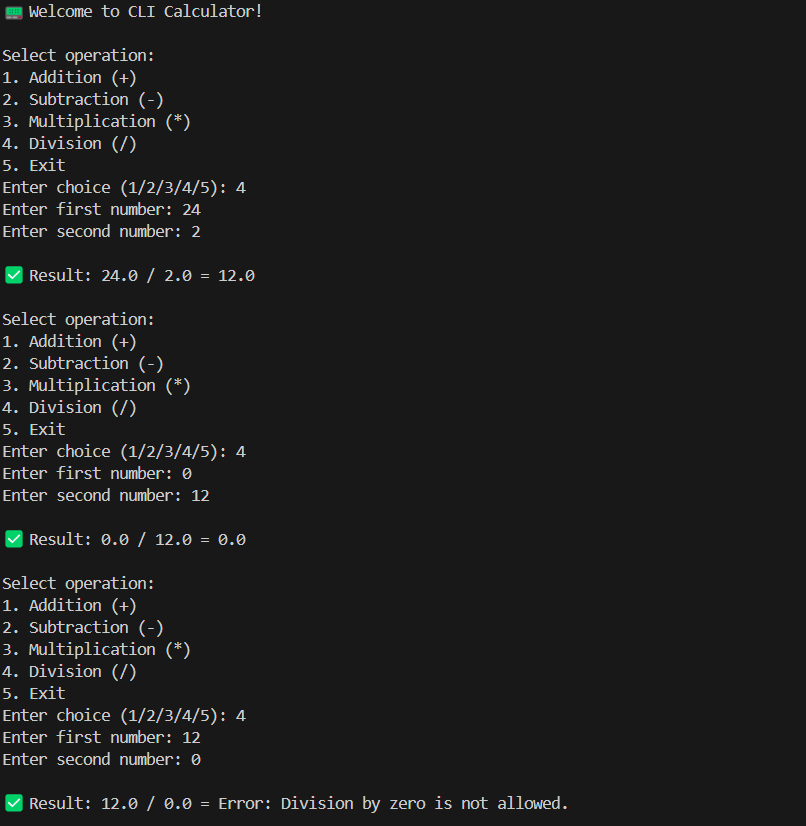 📟 Welcome to CLI Calculator!
Select operation:
1. Addition (+)
2. Subtraction (-)
3. Multiplication (*)
4. Division (/)
5. Exit
Enter choice (1/2/3/4/5): 4
Enter first number: 24
Enter second number: 2
✅ Result: 24.0 / 2.0 = 12.0
Select operation:
1. Addition (+)
2. Subtraction (-)
3. Multiplication (*)
4. Division (/)
5. Exit
Enter choice (1/2/3/4/5): 4
Enter first number: 0
Enter second number: 12
✅ Result: 0.0 / 12.0 = 0.0
Select operation:
1. Addition (+)
2. Subtraction (-)
3. Multiplication (*)
4. Division (/)
5. Exit
Enter choice (1/2/3/4/5): 4
Enter first number: 12
Enter second number: 0
✅ Result: 12.0 / 0.0 = Error: Division by zero is not allowed.